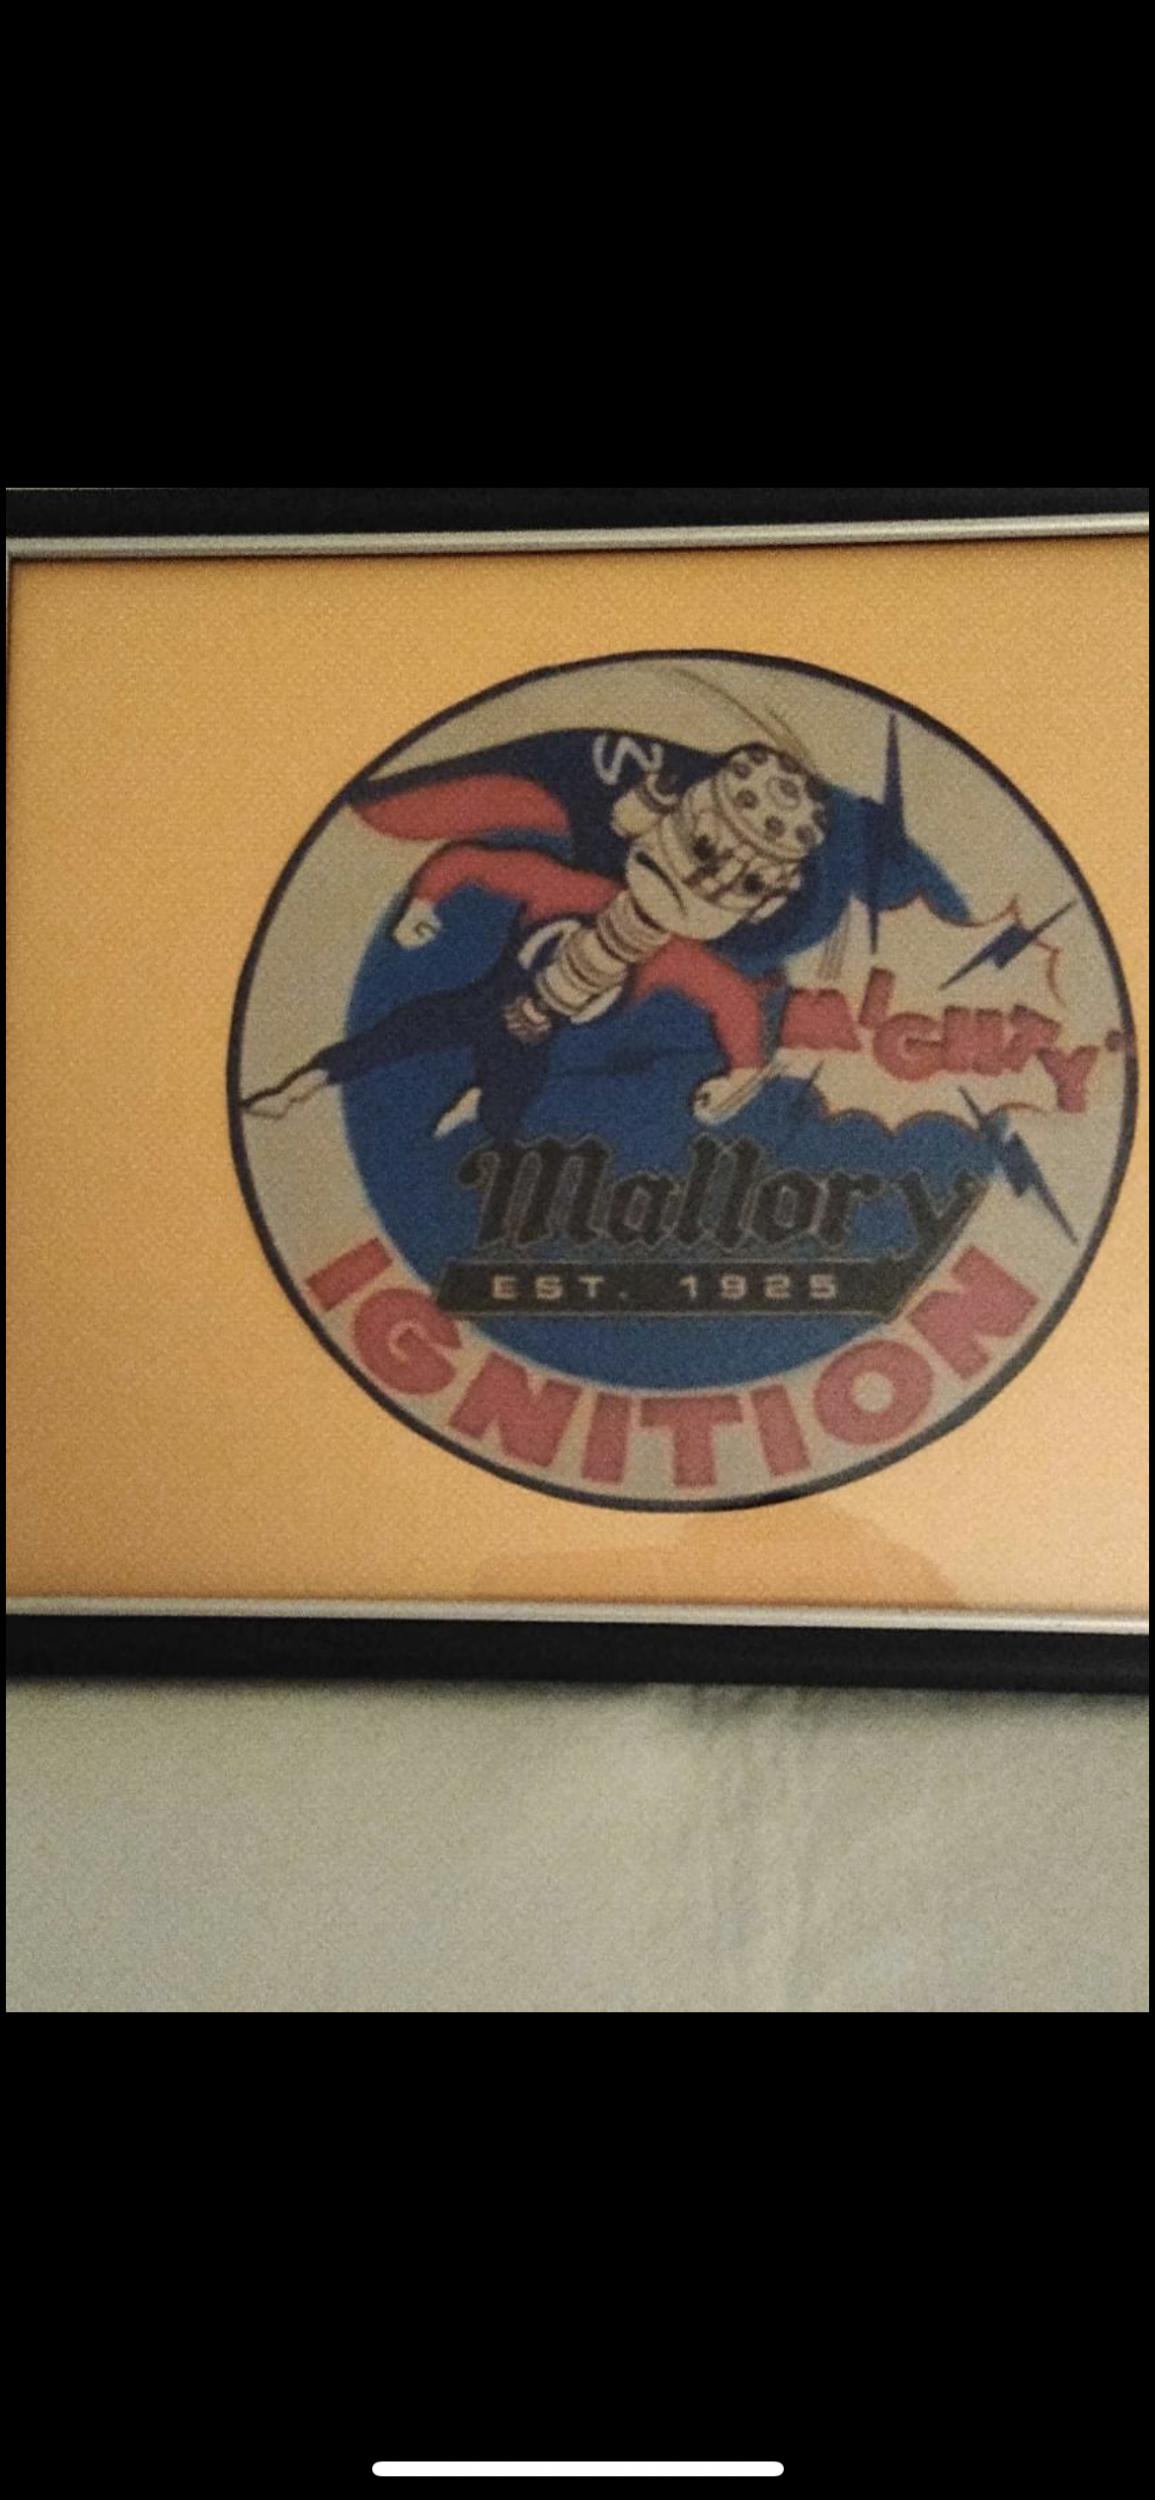 "MIGHTY"
Mallory
EST. 1925
IGNITION